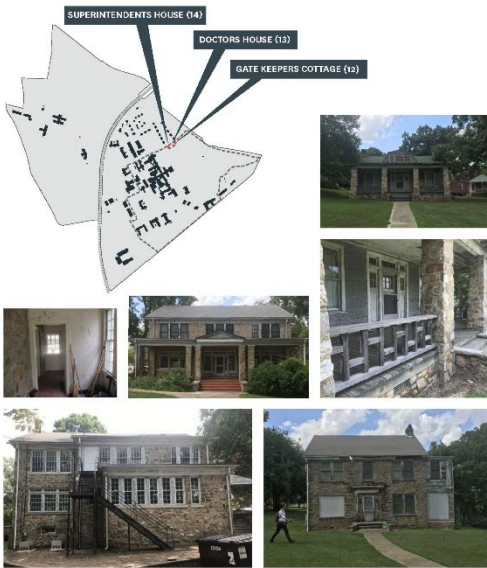 SUPERINTENDENTS HOUSE (14)
DOCTORS HOUSE (13)
GATE KEEPERS COTTAGE (12)